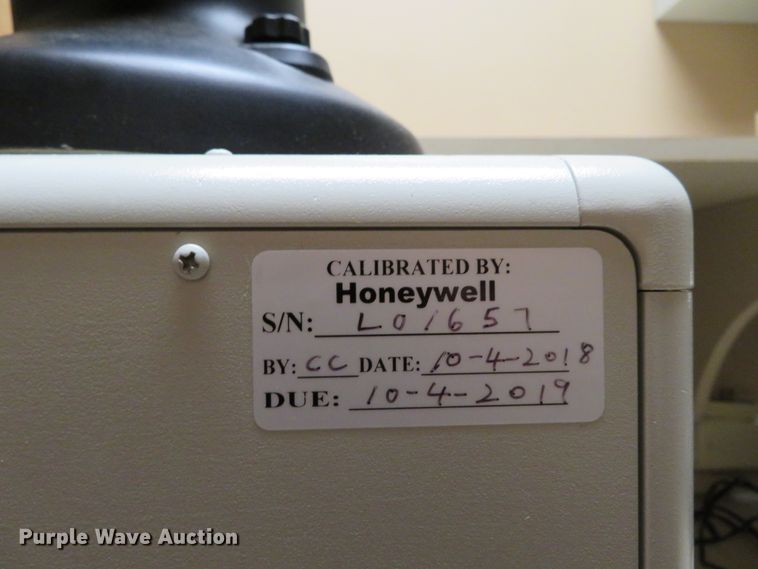 CALIBRATED BY:
Honeywell
S/N: L01657
BY: CC DATE: 10-4-2018
DUE: 10-4-2019
Purple Wave Auction